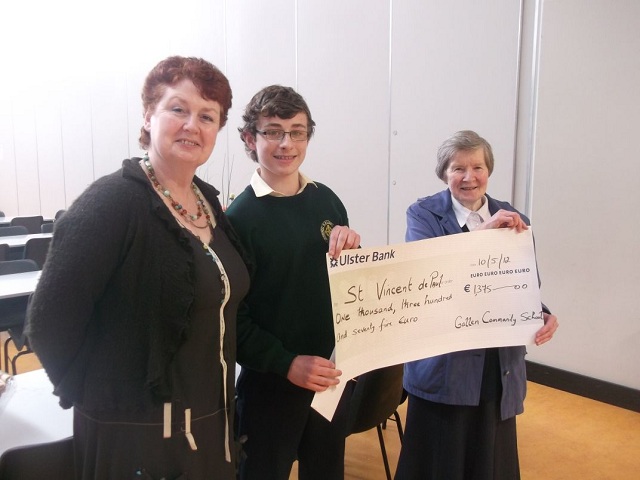 Ulster Bank
10/5/12
EURO EURO EURO EURO
St Vincent de Paul
€ 1375 — 00
One thousand, three hundred
and seventy five Euro
Gallen Community School